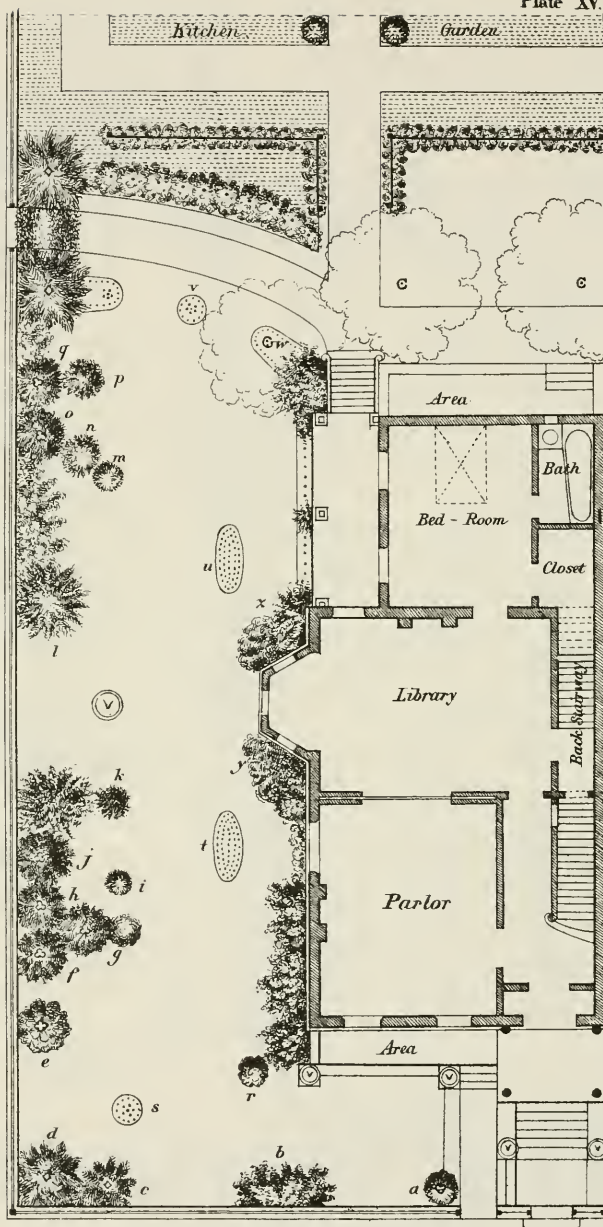 Plate XV.
Kitchen Garden
C C
v
w
q
p
Area
o
n
m
Bed - Room
Bath
u
Closet
l
x
V
Library
Back Stairway
y
k
t
j
i
h
Parlor
g
f
e
Area
r
V V
s
d
b
V
c
a